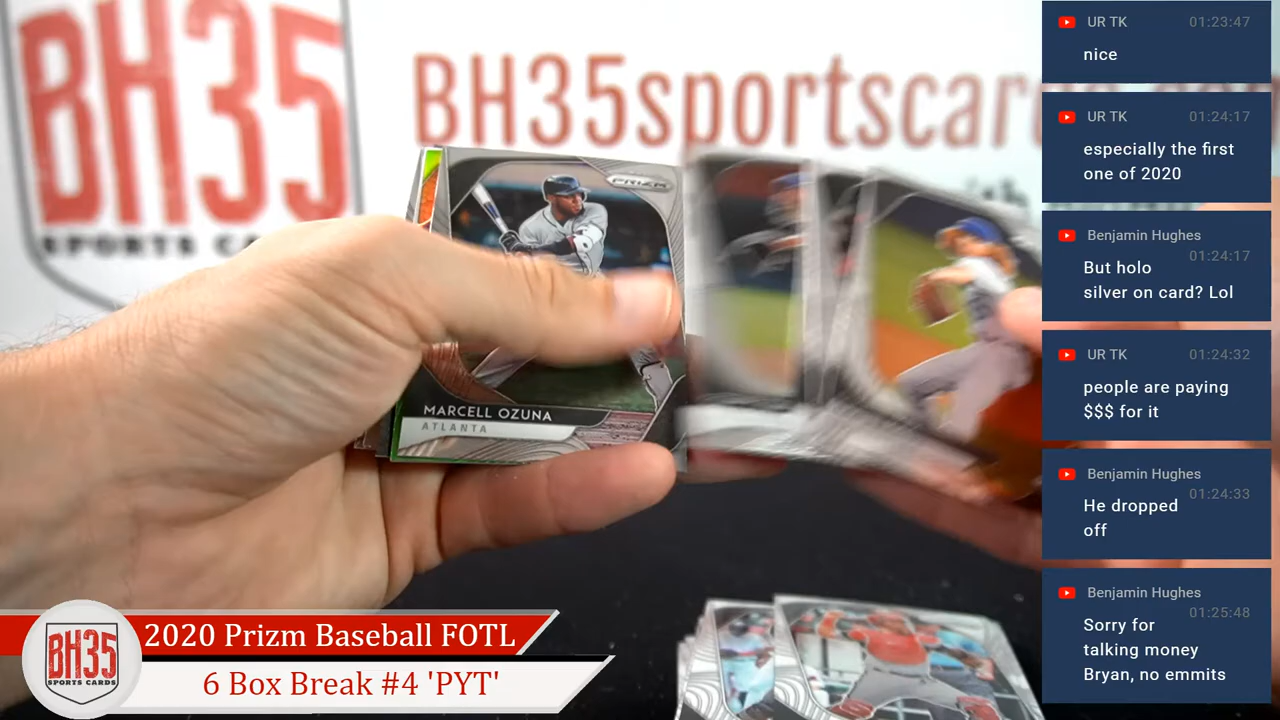 BH35
SPORTS CA
BH35sportscar
PRIZM
MARCELL OZUNA
ATLANTA
BH35
SPORTS CARDS
2020 Prizm Baseball FOTL
6 Box Break #4 'PYT'
UR TK 01:23:47
nice
UR TK 01:24:17
especially the first
one of 2020
Benjamin Hughes
01:24:17
But holo
silver on card? Lol
UR TK 01:24:32
people are paying
$$$ for it
Benjamin Hughes
01:24:33
He dropped
off
Benjamin Hughes
01:25:48
Sorry for
talking money
Bryan, no emmits